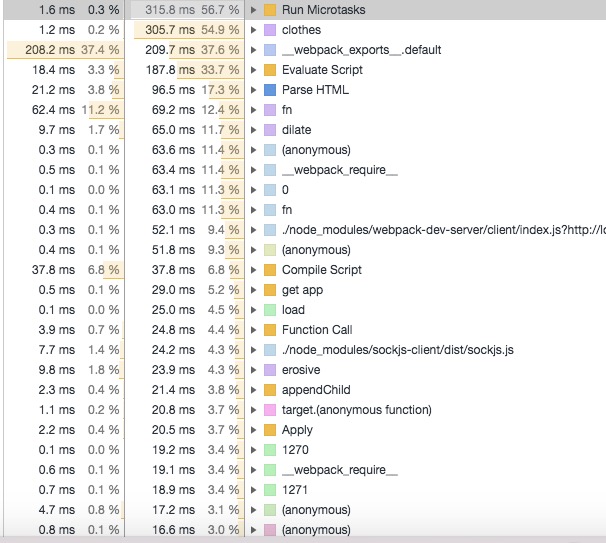 1.6 ms 0.3 % 315.8 ms 56.7 % Run Microtasks
1.2 ms 0.2 % 305.7 ms 54.9 % clothes
208.2 ms 37.4 % 209.7 ms 37.6 % __webpack_exports__.default
18.4 ms 3.3 % 187.8 ms 33.7 % Evaluate Script
21.2 ms 3.8 % 96.5 ms 17.3 % Parse HTML
62.4 ms 11.2 % 69.2 ms 12.4 % fn
9.7 ms 1.7 % 65.0 ms 11.7 % dilate
0.3 ms 0.1 % 63.6 ms 11.4 % (anonymous)
0.5 ms 0.1 % 63.4 ms 11.4 % __webpack_require__
0.1 ms 0.0 % 63.1 ms 11.3 % 0
0.4 ms 0.1 % 63.0 ms 11.3 % fn
0.3 ms 0.1 % 52.1 ms 9.4 % ./node_modules/webpack-dev-server/client/index.js?http://lo
0.4 ms 0.1 % 51.8 ms 9.3 % (anonymous)
37.8 ms 6.8 % 37.8 ms 6.8 % Compile Script
0.5 ms 0.1 % 29.0 ms 5.2 % get app
0.1 ms 0.0 % 25.0 ms 4.5 % load
3.9 ms 0.7 % 24.8 ms 4.4 % Function Call
7.7 ms 1.4 % 24.2 ms 4.3 % ./node_modules/sockjs-client/dist/sockjs.js
9.8 ms 1.8 % 23.9 ms 4.3 % erosive
2.3 ms 0.4 % 21.4 ms 3.8 % appendChild
1.1 ms 0.2 % 20.8 ms 3.7 % target.(anonymous function)
2.2 ms 0.4 % 20.5 ms 3.7 % Apply
0.1 ms 0.0 % 19.2 ms 3.4 % 1270
0.6 ms 0.1 % 19.1 ms 3.4 % __webpack_require__
0.7 ms 0.1 % 18.9 ms 3.4 % 1271
4.7 ms 0.8 % 17.2 ms 3.1 % (anonymous)
0.8 ms 0.1 % 16.6 ms 3.0 % (anonymous)